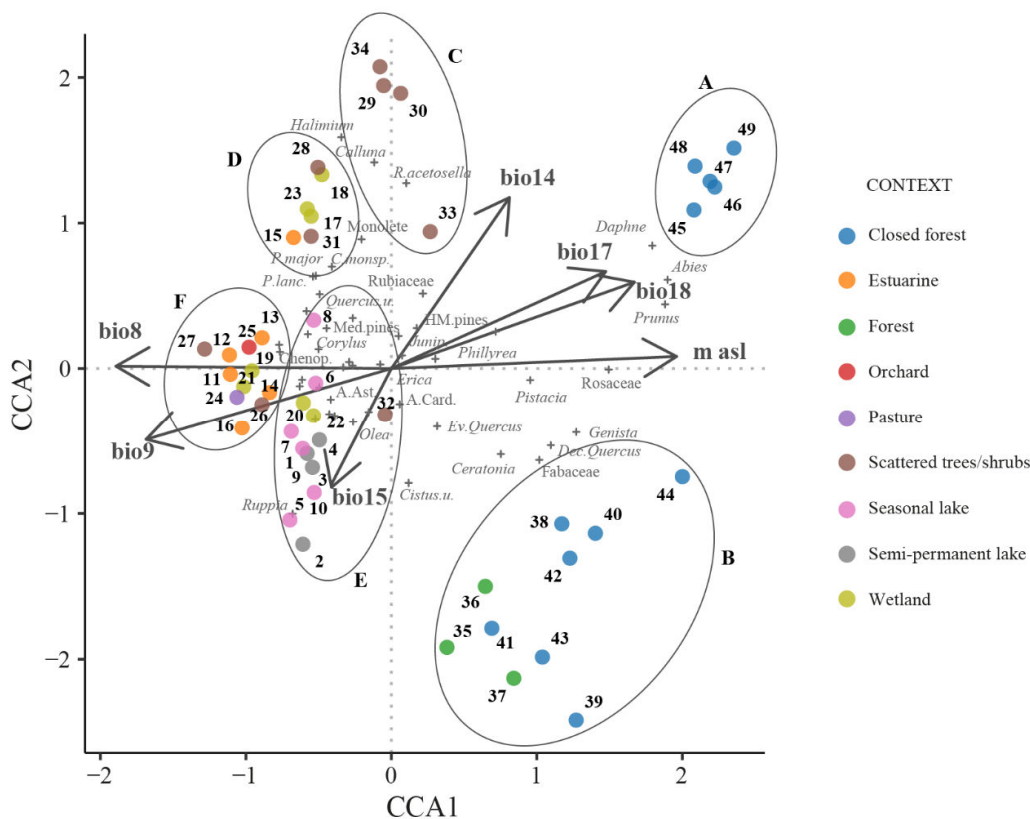 2
1
0
−1
−2
CCA2
−2
−1
0
1
2
CCA1
C
34
29
30
33
A
48
49
47
46
45
D
28
23
18
17
15
31
Halimium
Calluna
R.acetosella
bio14
Monolete
P.major
C.monsp.
P.lanc.
Quercus.u.
Rubiaceae
bio17
bio18
Daphne
Abies
Prunus
F
13
12
25
27
19
11
21
14
24
26
16
bio8
bio9
8
Med.pines
HM.pines
Corylus
Junip.
Chenop.
Phillyrea
m asl
6
Erica
A.Ast.
A.Card.
32
Rosaceae
Pistacia
20
22
Olea
Ev.Quercus
Genista
Dec.Quercus
Ceratonia
Fabaceae
7
4
1
9
3
bio15
Cistus.u.
Ruppia
5
10
2
E
44
38
40
42
B
36
35
41
43
37
39
CONTEXT
Closed forest
Estuarine
Forest
Orchard
Pasture
Scattered trees/shrubs
Seasonal lake
Semi-permanent lake
Wetland